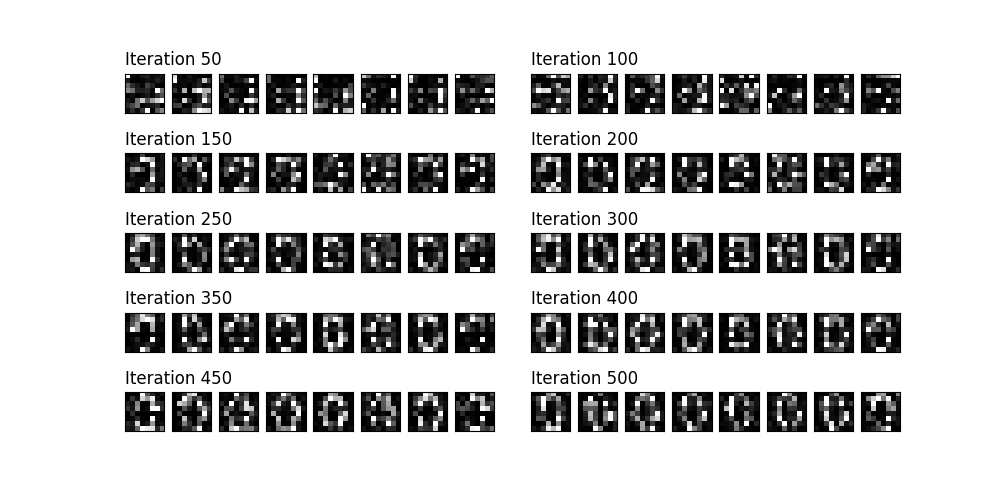 Iteration 50
Iteration 100
Iteration 150
Iteration 200
Iteration 250
Iteration 300
Iteration 350
Iteration 400
Iteration 450
Iteration 500